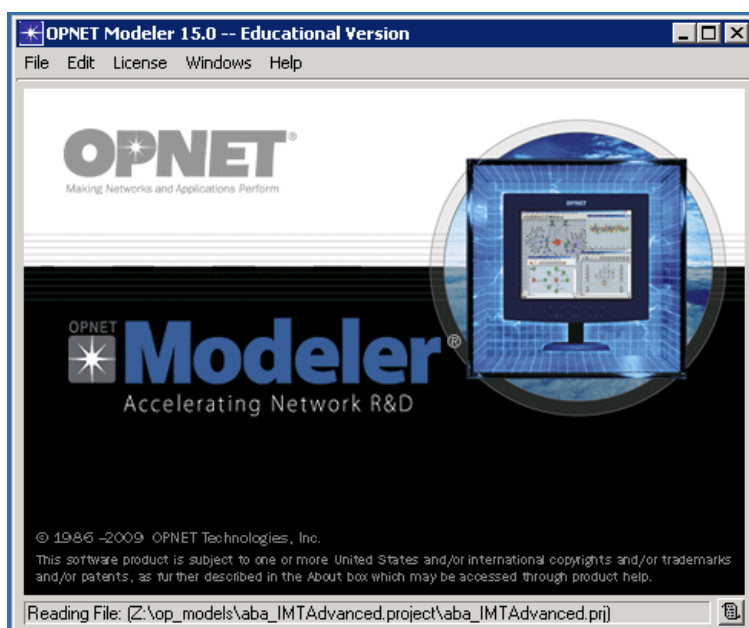 OPNET Modeler 15.0 -- Educational Version
File Edit License Windows Help
OPNET®
Making Networks and Applications Perform
OPNET
OPNET
Modeler®
Accelerating Network R&D
© 1986-2009 OPNET Technologies, Inc.
This software product is subject to one or more United States and/or international copyrights and/or trademarks
and/or patents, as further described in the About box which may be accessed through product help.
Reading File: (Z:\op_models\aba_IMTAdvanced.project\aba_IMTAdvanced.prj)